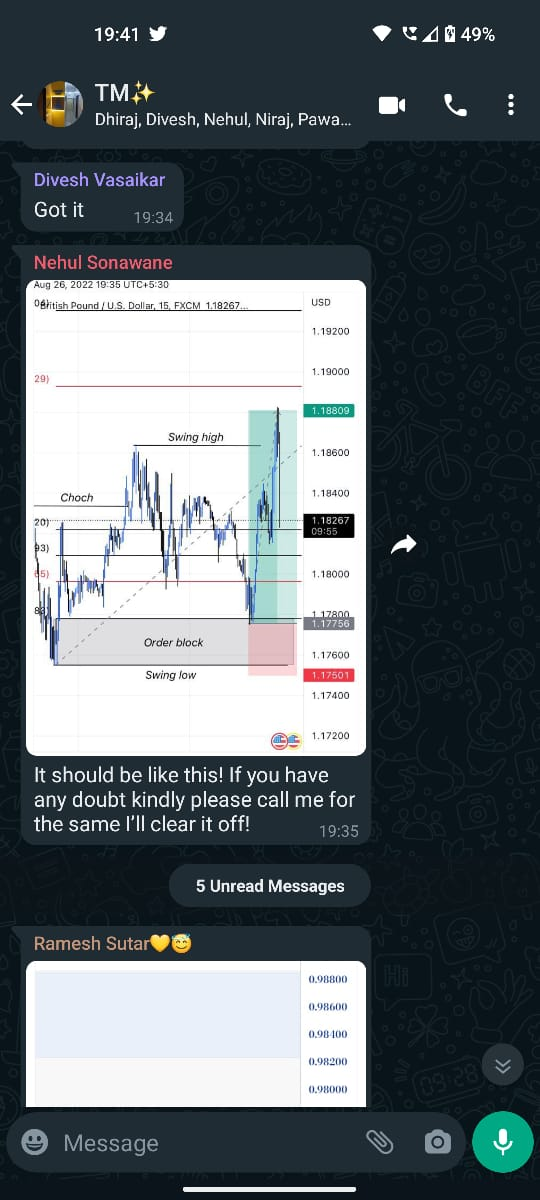 19:41
49%
TM✨
Dhiraj, Divesh, Nehul, Niraj, Pawa...
Divesh Vasaikar
Got it
19:34
Nehul Sonawane
Aug 26, 2022 19:35 UTC+5:30
British Pound / U.S. Dollar, 15, FXCM 1.18267...
USD
1.19200
1.19000
29)
1.18809
Swing high
1.18600
Choch
1.18400
20)
1.18267
09:55
93)
65)
1.18000
1.17800
1.17756
Order block
1.17600
Swing low
1.17501
1.17400
1.17200
It should be like this! If you have
any doubt kindly please call me for
the same I'll clear it off!
19:35
5 Unread Messages
Ramesh Sutar💛😇
0.98800
0.98600
0.98400
0.98200
0.98000
Message